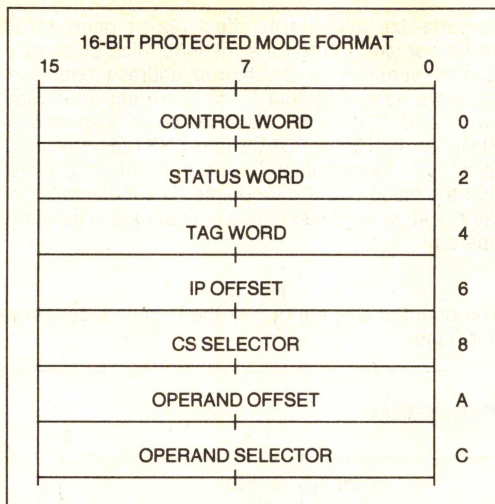 16-BIT PROTECTED MODE FORMAT
15 7 0
CONTROL WORD 0
STATUS WORD 2
TAG WORD 4
IP OFFSET 6
CS SELECTOR 8
OPERAND OFFSET A
OPERAND SELECTOR C